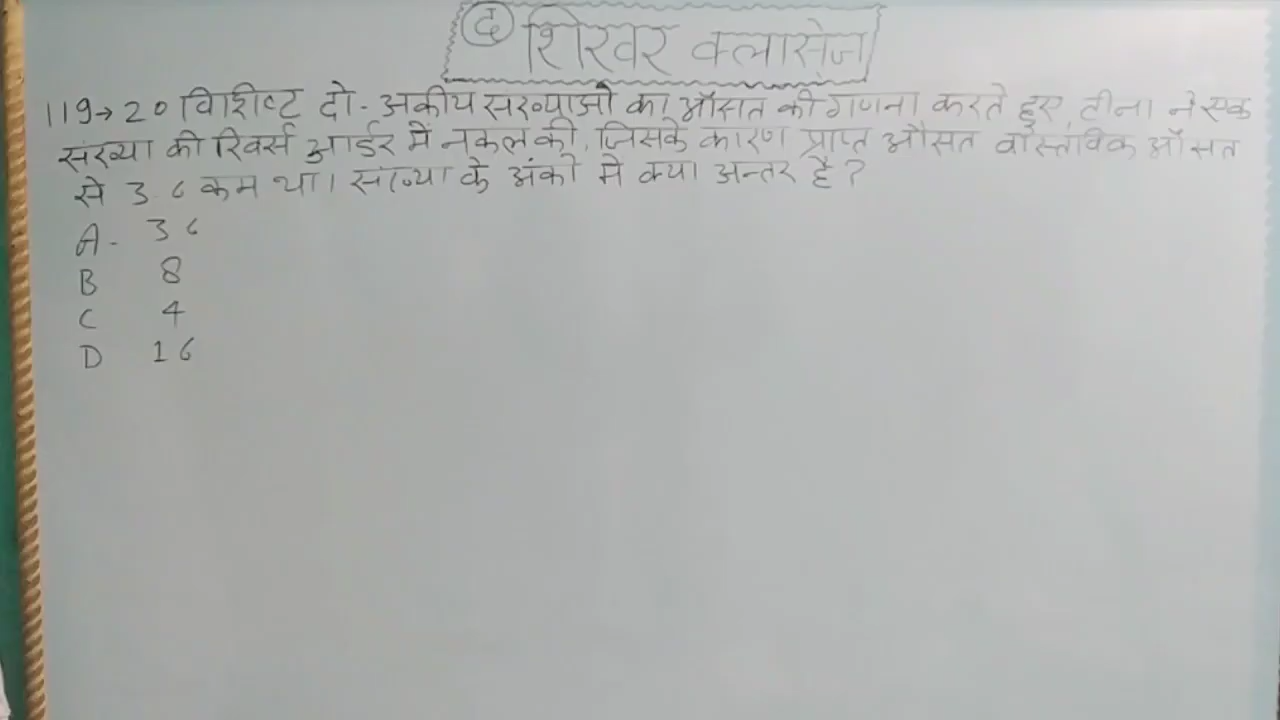 द शिखर क्लासेज
119→ 20 विशिष्ट दो - अंकीय संख्याओं का औसत की गणना करते हुए, टीना ने एक
संख्या की रिवर्स आर्डर में नकल की, जिसके कारण प्राप्त औसत वास्तविक औसत
से 3.6 कम था। संख्या के अंको मे क्या अन्तर है?
A- 36
B 8
C 4
D 16